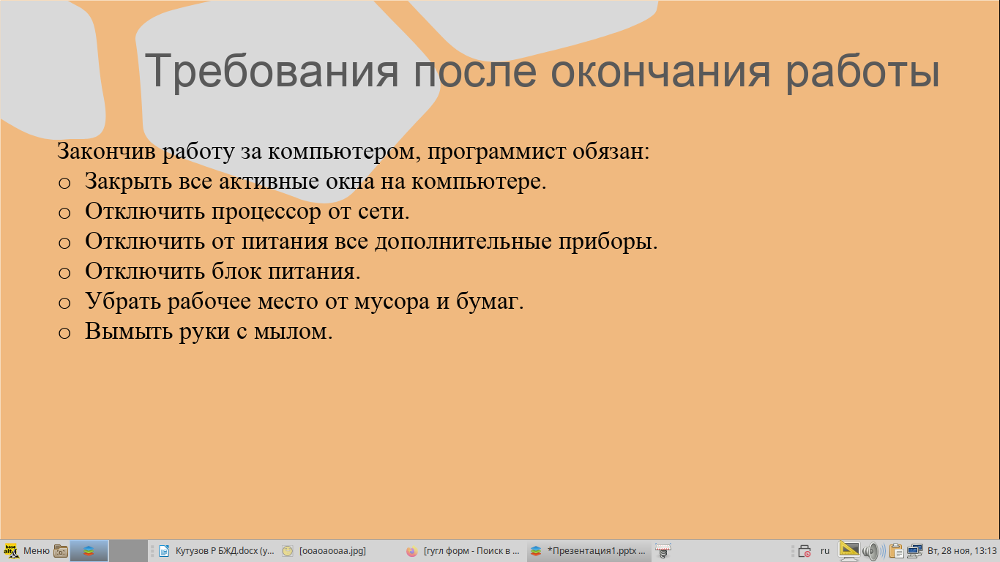 Требования после окончания работы
Закончив работу за компьютером, программист обязан:
o Закрыть все активные окна на компьютере.
o Отключить процессор от сети.
o Отключить от питания все дополнительные приборы.
o Отключить блок питания.
o Убрать рабочее место от мусора и бумаг.
o Вымыть руки с мылом.
Меню Кутузов Р БЖД.docx (у... [ооаоаооаа.jpg] [гугл форм - Поиск в ... *Презентация1.pptx ... ru Вт, 28 ноя, 13:13